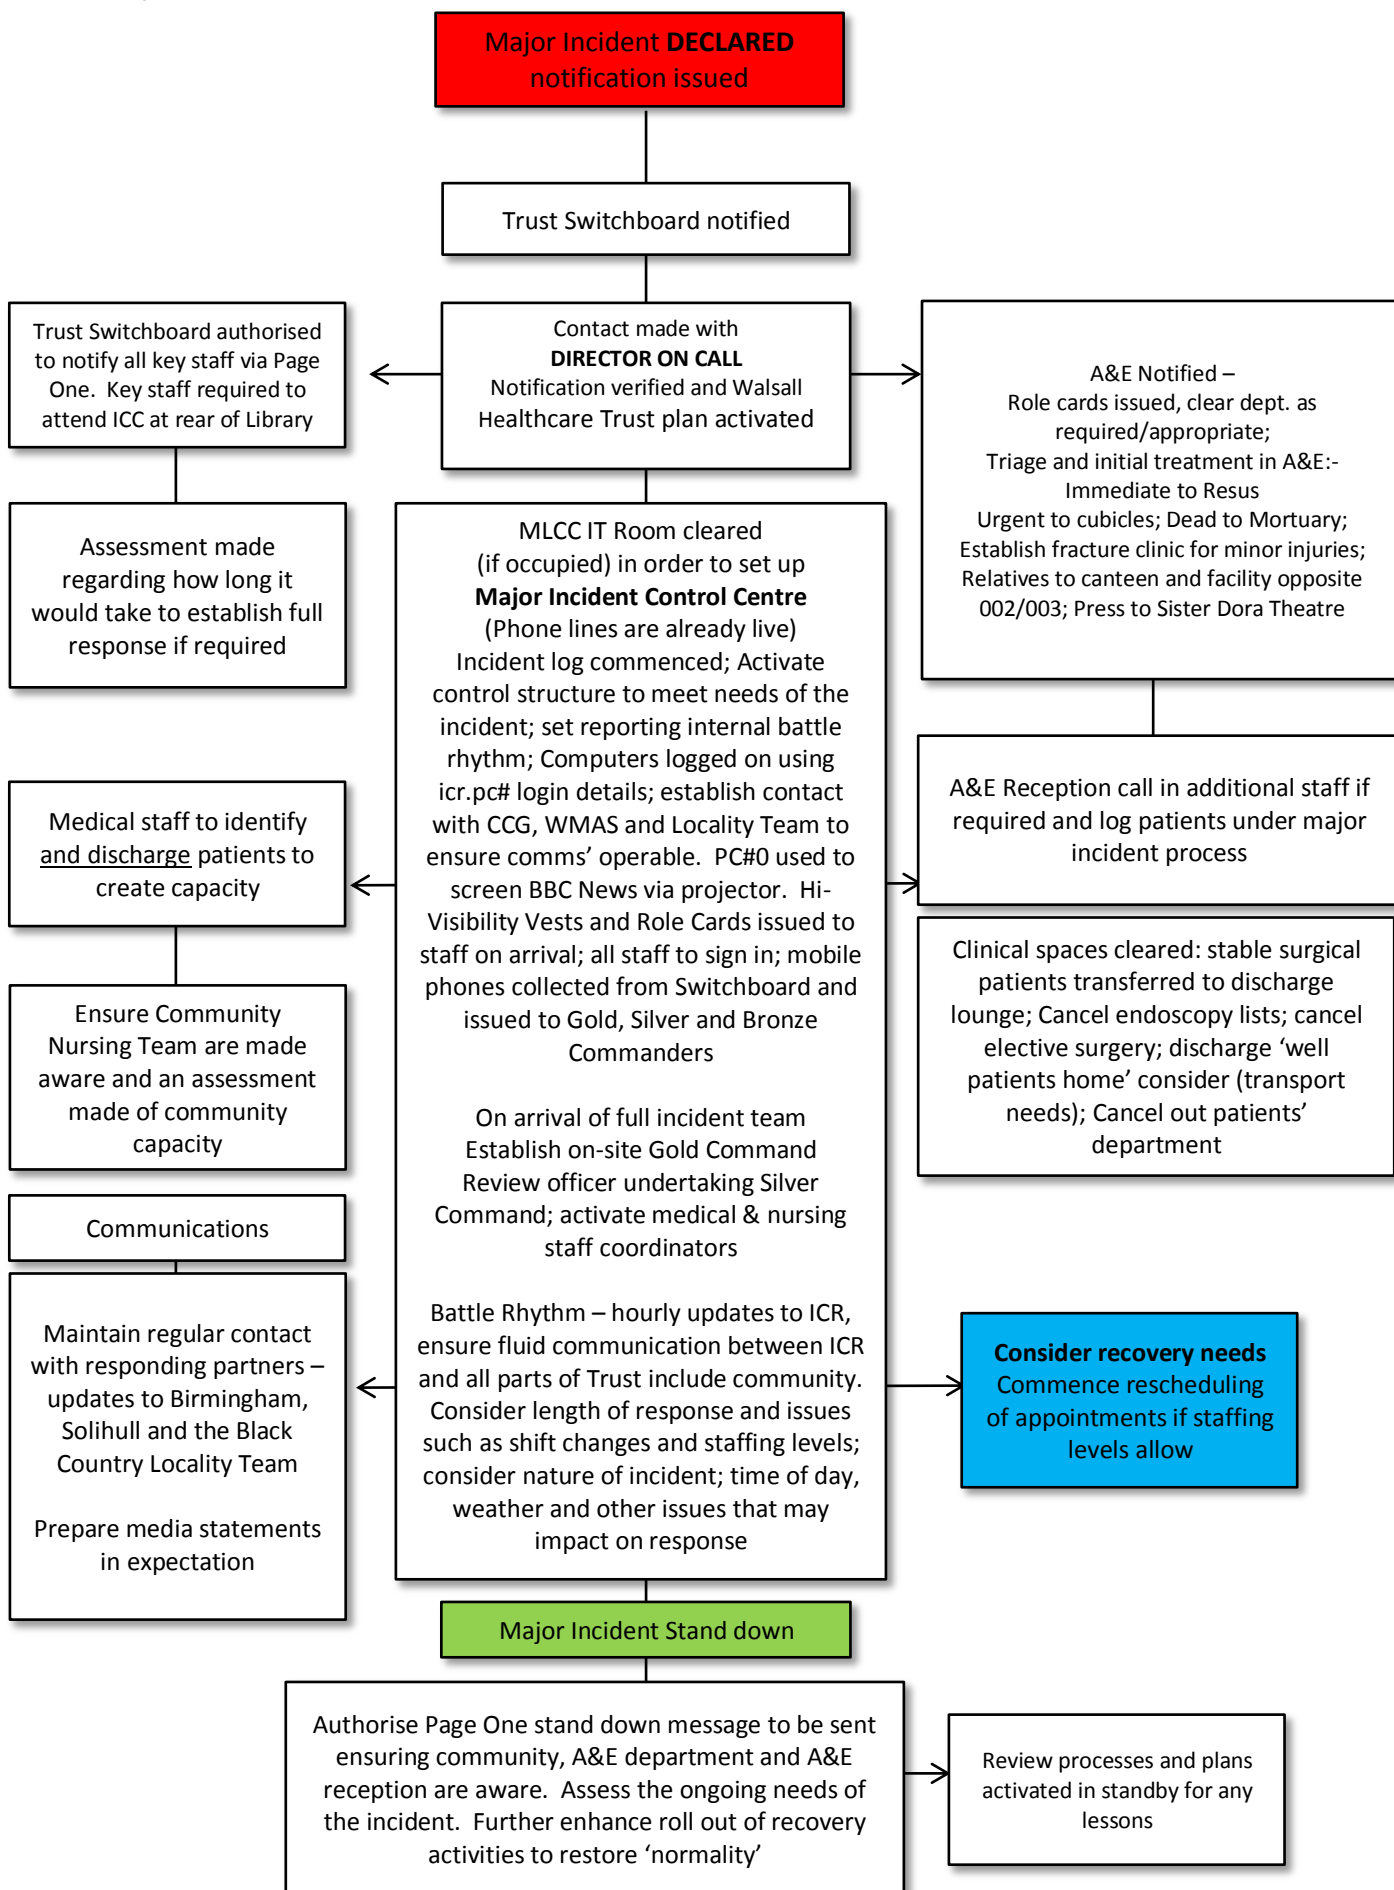 Major Incident DECLARED
notification issued
Trust Switchboard notified
Trust Switchboard authorised
to notify all key staff via Page
One.  Key staff required to
attend ICC at rear of Library
Contact made with
DIRECTOR ON CALL
Notification verified and Walsall
Healthcare Trust plan activated
A&E Notified –
Role cards issued, clear dept. as
required/appropriate;
Triage and initial treatment in A&E:-
Immediate to Resus
Urgent to cubicles; Dead to Mortuary;
Establish fracture clinic for minor injuries;
Relatives to canteen and facility opposite
002/003; Press to Sister Dora Theatre
Assessment made
regarding how long it
would take to establish full
response if required
MLCC IT Room cleared
(if occupied) in order to set up
Major Incident Control Centre
(Phone lines are already live)
Incident log commenced; Activate
control structure to meet needs of the
incident; set reporting internal battle
rhythm; Computers logged on using
icr.pc# login details; establish contact
with CCG, WMAS and Locality Team to
ensure comms’ operable.  PC#0 used to
screen BBC News via projector.  Hi-
Visibility Vests and Role Cards issued to
staff on arrival; all staff to sign in; mobile
phones collected from Switchboard and
issued to Gold, Silver and Bronze
Commanders
On arrival of full incident team
Establish on-site Gold Command
Review officer undertaking Silver
Command; activate medical & nursing
staff coordinators
Battle Rhythm – hourly updates to ICR,
ensure fluid communication between ICR
and all parts of Trust include community.
Consider length of response and issues
such as shift changes and staffing levels;
consider nature of incident; time of day,
weather and other issues that may
impact on response
A&E Reception call in additional staff if
required and log patients under major
incident process
Medical staff to identify
and discharge patients to
create capacity
Clinical spaces cleared: stable surgical
patients transferred to discharge
lounge; Cancel endoscopy lists; cancel
elective surgery; discharge ‘well
patients home’ consider (transport
needs); Cancel out patients’
department
Ensure Community
Nursing Team are made
aware and an assessment
made of community
capacity
Communications
Maintain regular contact
with responding partners –
updates to Birmingham,
Solihull and the Black
Country Locality Team
Prepare media statements
in expectation
Consider recovery needs
Commence rescheduling
of appointments if staffing
levels allow
Major Incident Stand down
Authorise Page One stand down message to be sent
ensuring community, A&E department and A&E
reception are aware.  Assess the ongoing needs of
the incident.  Further enhance roll out of recovery
activities to restore ‘normality’
Review processes and plans
activated in standby for any
lessons